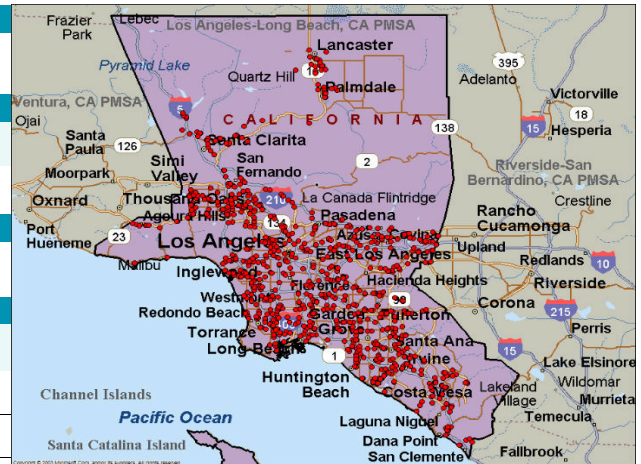 Frazier
Park
Lebec
Los Angeles-Long Beach, CA PMSA
Lancaster
395
Pyramid Lake
Quartz Hill
Adelanto
Palmdale
Victorville
Ventura, CA PMSA
5
18
Ojai
CALIFORNIA
138
15
Hesperia
Santa
Paula
126
Santa Clarita
Simi
Valley
San
Fernando
2
Riverside-San
Bernardino, CA PMSA
Moorpark
Oxnard
Thousand Oaks
210
La Canada Flintridge
Crestline
Agoura Hills
134
Pasadena
Rancho
Cucamonga
Port
Hueneme
23
Los Angeles
Azusa
Covina
Upland
East Los Angeles
Redlands
10
Malibu
Inglewood
Hacienda Heights
Riverside
Florence
Westmont
90
Corona
215
Redondo Beach
Garden
Grove
Fullerton
Perris
Torrance
Santa Ana
15
Long Beach
1
Irvine
Lake Elsinore
Huntington
Beach
Costa Mesa
Lakeland
Village
Wildomar
Murrieta
Channel Islands
Temecula
Pacific Ocean
Laguna Niguel
Santa Catalina Island
Dana Point
San Clemente
Fallbrook